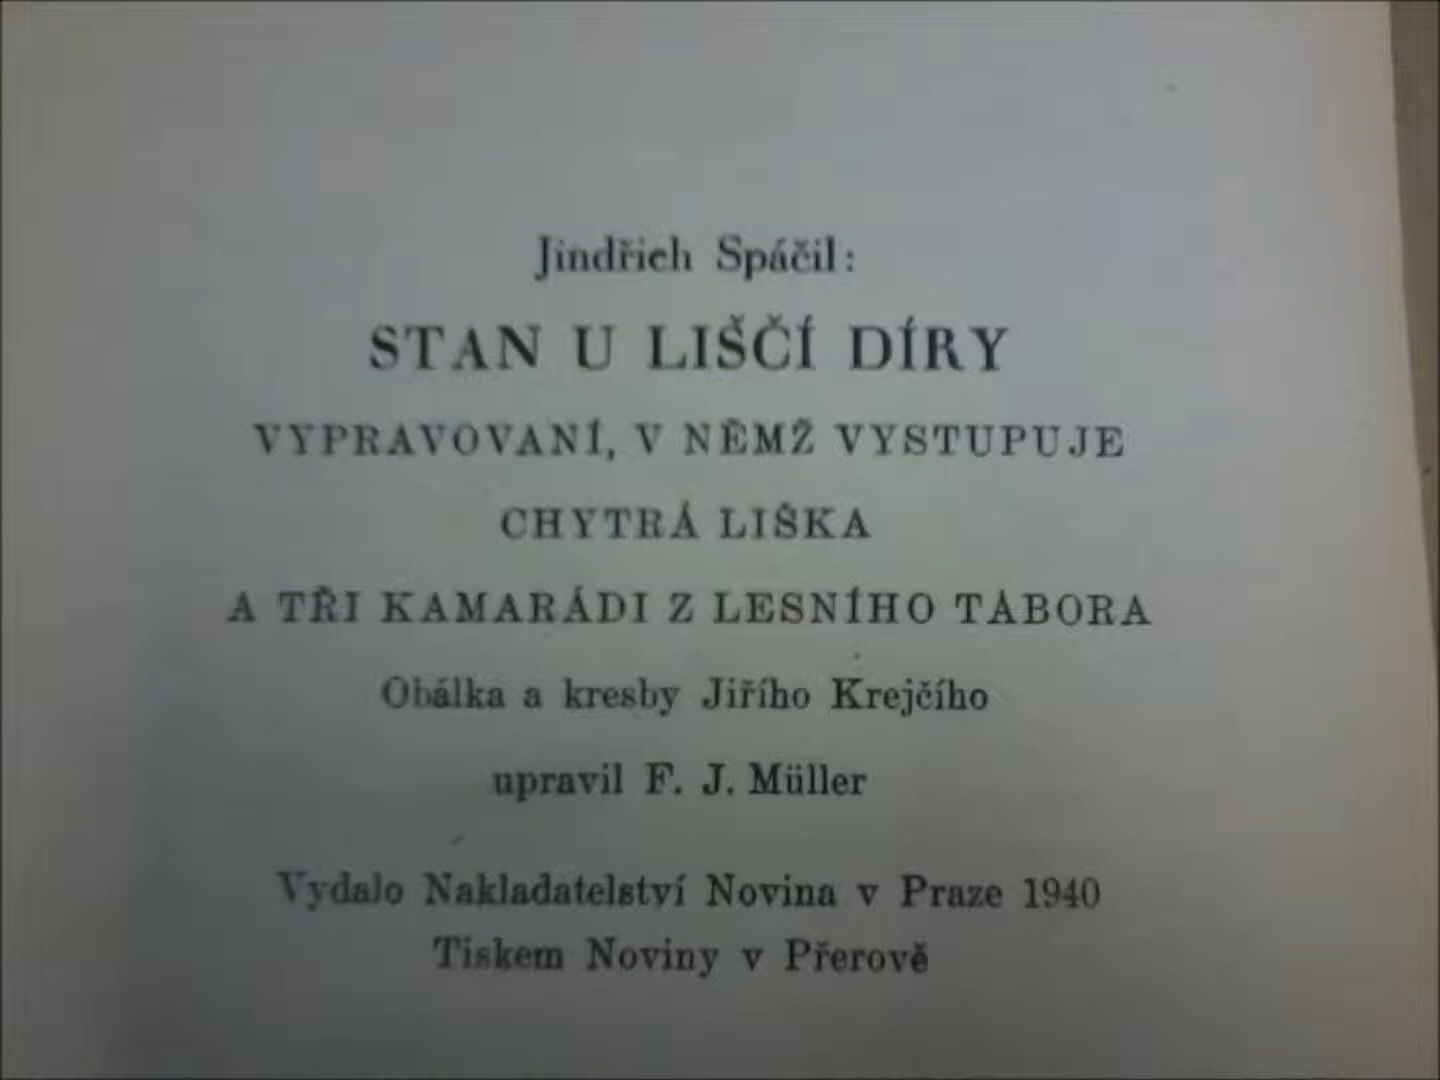 Jindřich Spáčil:
STAN U LIŠČÍ DÍRY
VYPRAVOVANÍ, V NĚMŽ VYSTUPUJE
CHYTRÁ LIŠKA
A TŘI KAMARÁDI Z LESNÍHO TÁBORA
Obálka a kresby Jiřího Krejčího
upravil F. J. Müller
Vydalo Nakladatelství Novina v Praze 1940
Tiskem Noviny v Přerově